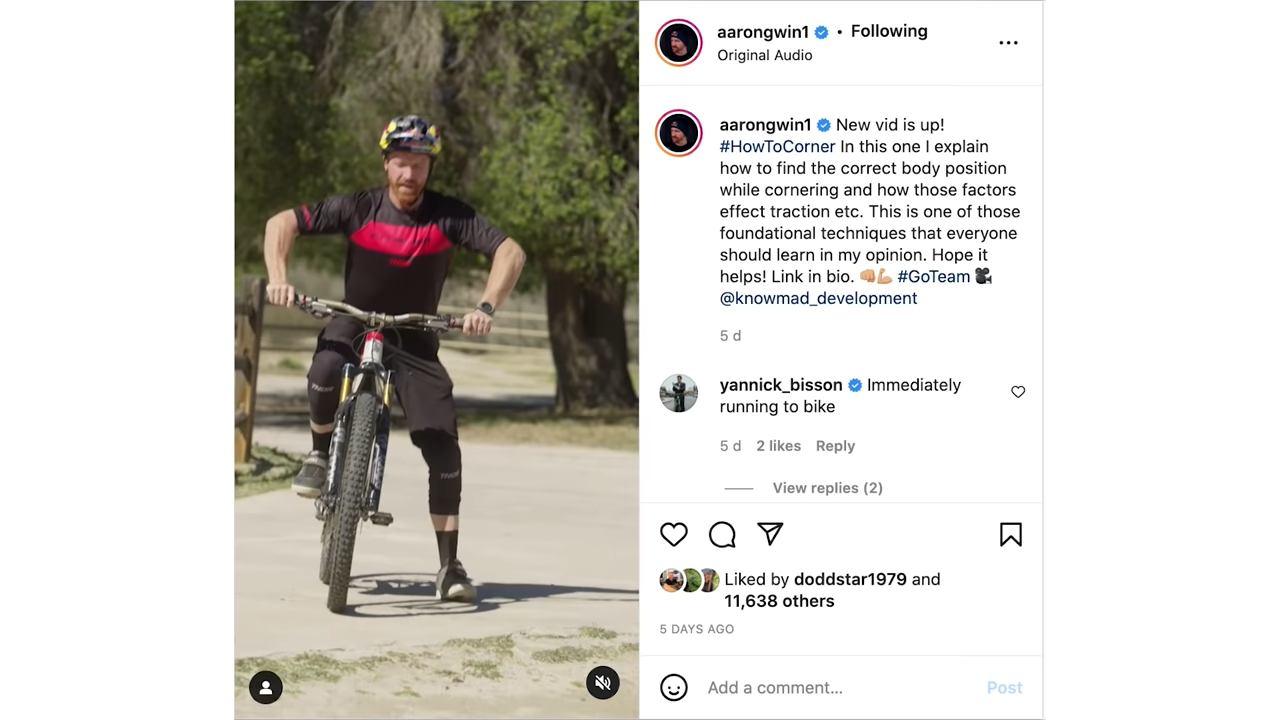 aarongwin1 • Following
Original Audio
aarongwin1 New vid is up!
#HowToCorner In this one I explain
how to find the correct body position
while cornering and how those factors
effect traction etc. This is one of those
foundational techniques that everyone
should learn in my opinion. Hope it
helps! Link in bio. 👊🏼💪🏼 #GoTeam 🎥
@knowmad_development
5 d
yannick_bisson Immediately
running to bike
5 d 2 likes Reply
View replies (2)
Liked by doddstar1979 and
11,638 others
5 DAYS AGO
Add a comment... Post
THOR
THOR